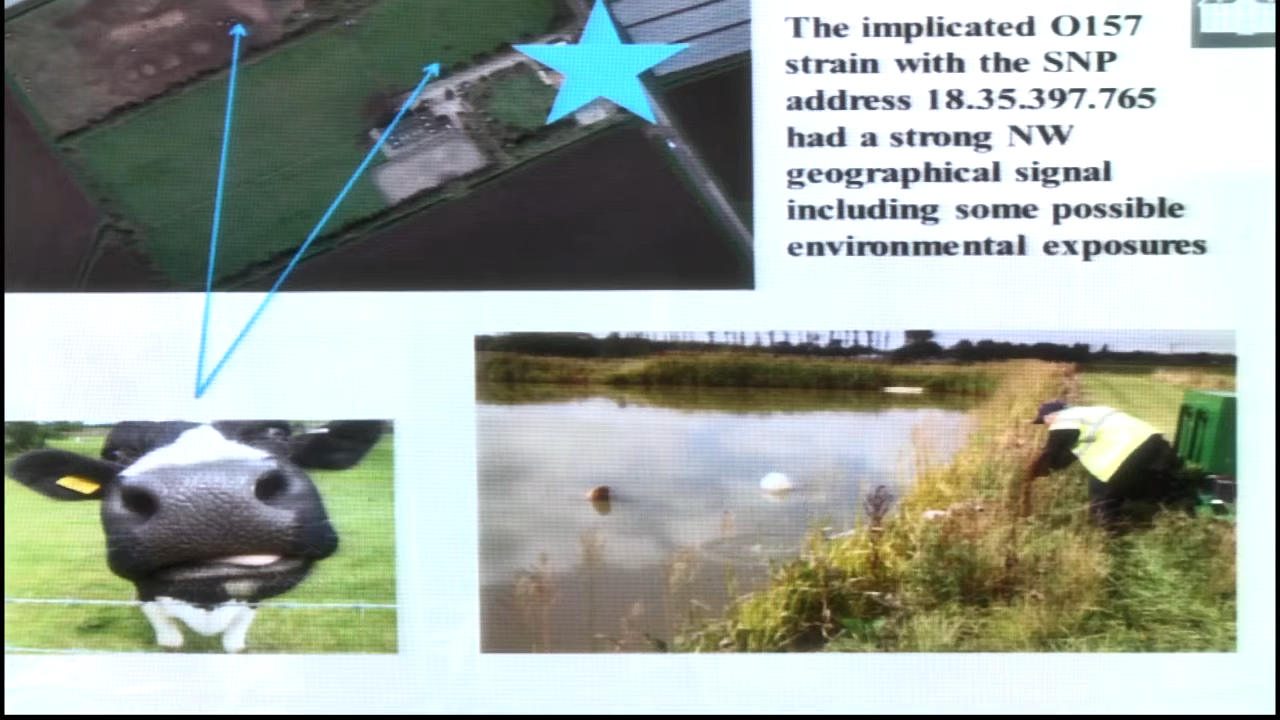 The implicated O157
strain with the SNP
address 18.35.397.765
had a strong NW
geographical signal
including some possible
environmental exposures